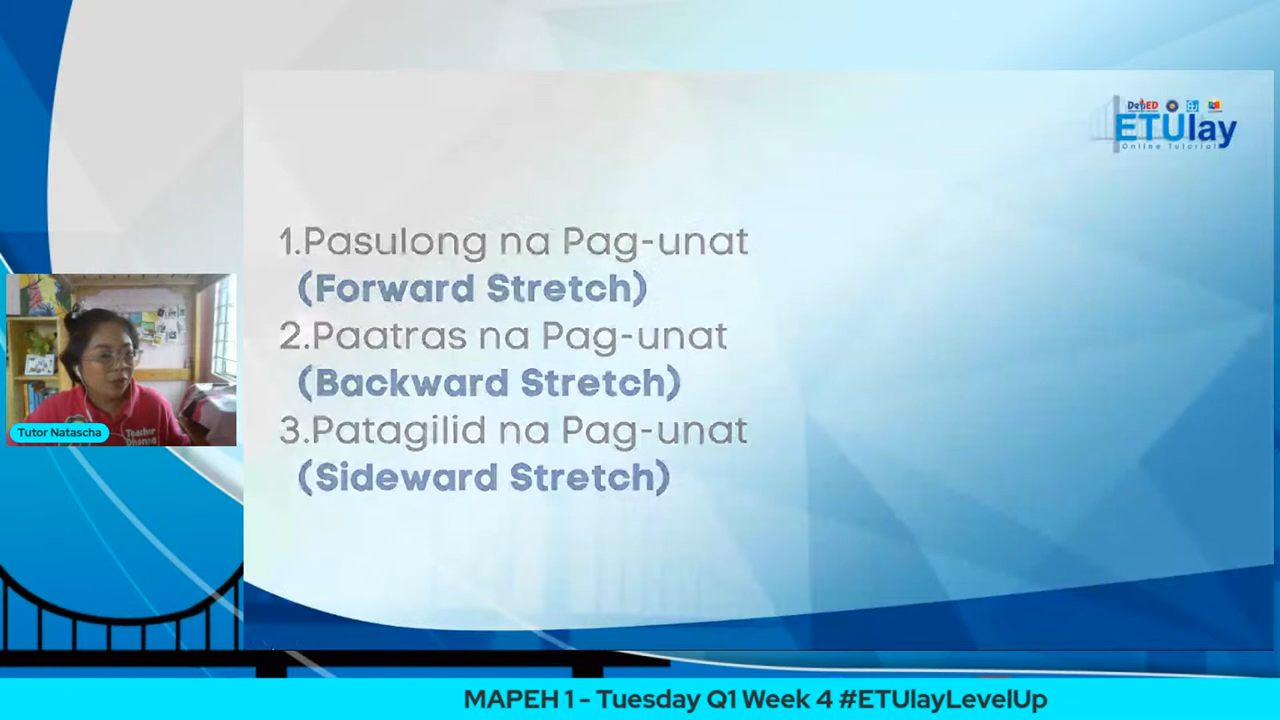 DepED
ETUlay
Online Tutorial
1.Pasulong na Pag-unat
(Forward Stretch)
2.Paatras na Pag-unat
(Backward Stretch)
3.Patagilid na Pag-unat
(Sideward Stretch)
Teacher
Dhanna
Tutor Natascha
MAPEH 1 - Tuesday Q1 Week 4 #ETUlayLevelUp